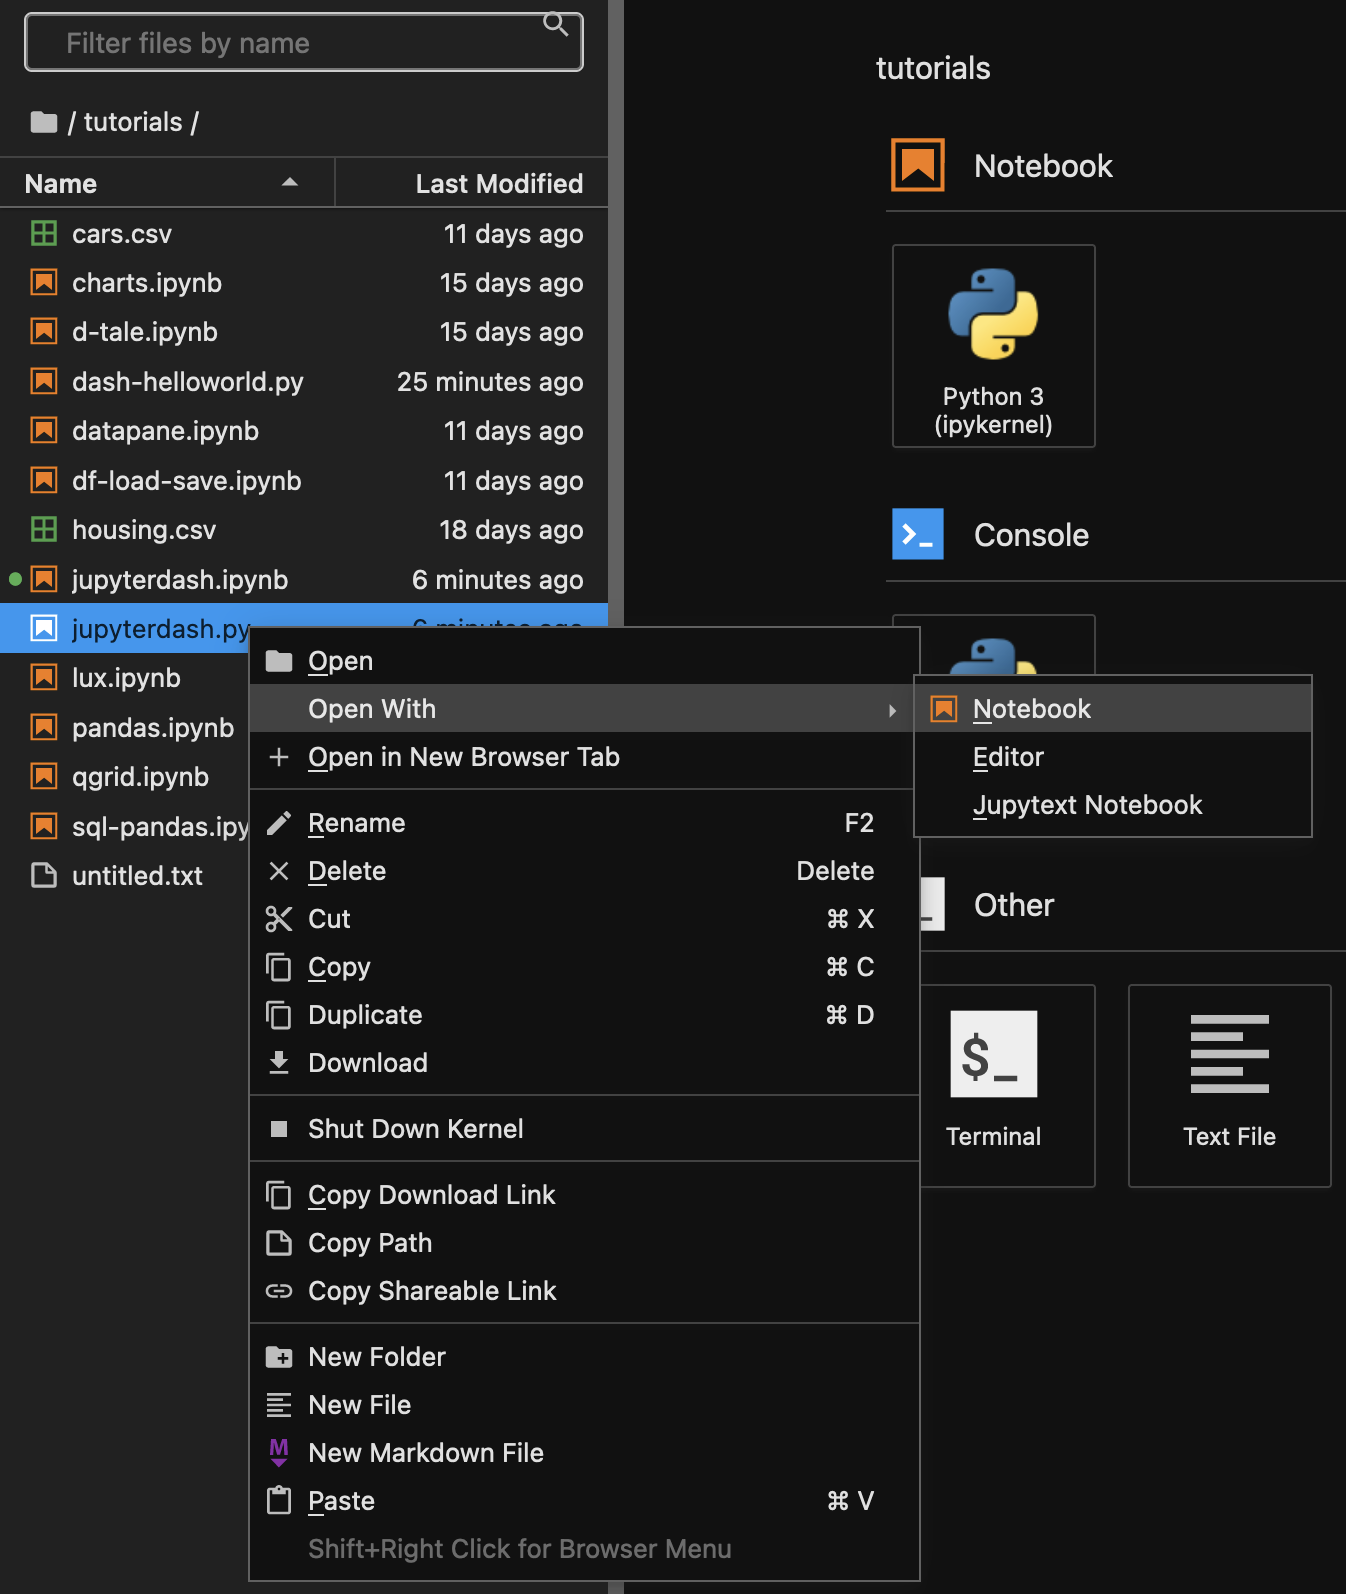 Filter files by name
/ tutorials /
Name Last Modified
cars.csv 11 days ago
charts.ipynb 15 days ago
d-tale.ipynb 15 days ago
dash-helloworld.py 25 minutes ago
datapane.ipynb 11 days ago
df-load-save.ipynb 11 days ago
housing.csv 18 days ago
jupyterdash.ipynb 6 minutes ago
jupyterdash.py 6 minutes ago
lux.ipynb
pandas.ipynb
qgrid.ipynb
sql-pandas.ipy
untitled.txt
Open
Open With
Open in New Browser Tab
Rename F2
Delete Delete
Cut ⌘ X
Copy ⌘ C
Duplicate ⌘ D
Download
Shut Down Kernel
Copy Download Link
Copy Path
Copy Shareable Link
New Folder
New File
M New Markdown File
Paste ⌘ V
Shift+Right Click for Browser Menu
Notebook
Editor
Jupytext Notebook
tutorials
Notebook
Python 3
(ipykernel)
Console
Other
$_
Terminal
Text File